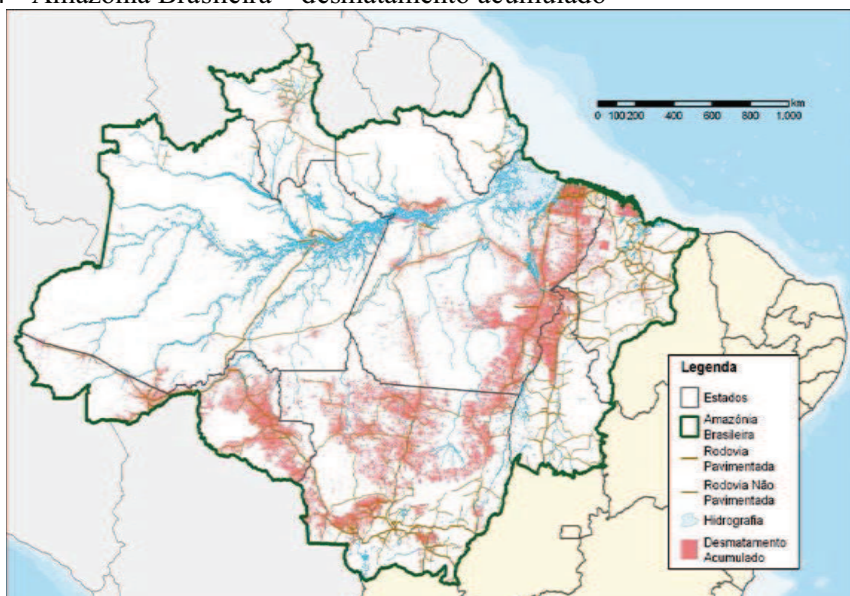 Amazônia Brasileira – desmatamento acumulado
km
0 100 200 400 600 800 1.000
Legenda
Estados
Amazônia
Brasileira
Rodovia
Pavimentada
Rodovia Não
Pavimentada
Hidrografia
Desmatamento
Acumulado